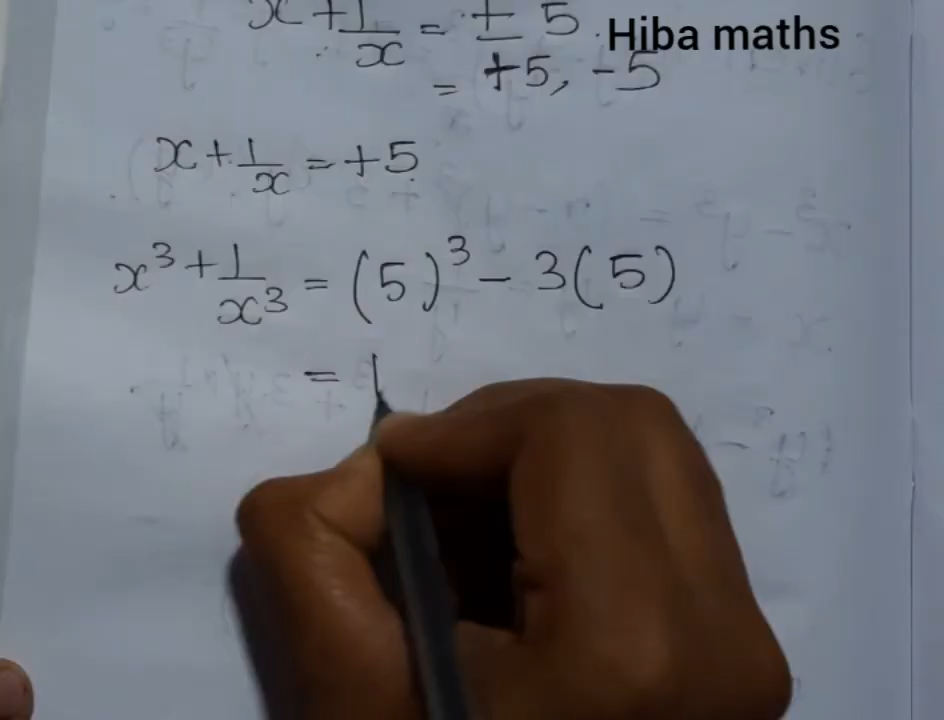 x + 1/x = ± 5
Hiba maths
= +5, -5
x + 1/x = +5
x³ + 1/x³ = (5)³ - 3(5)
= 1